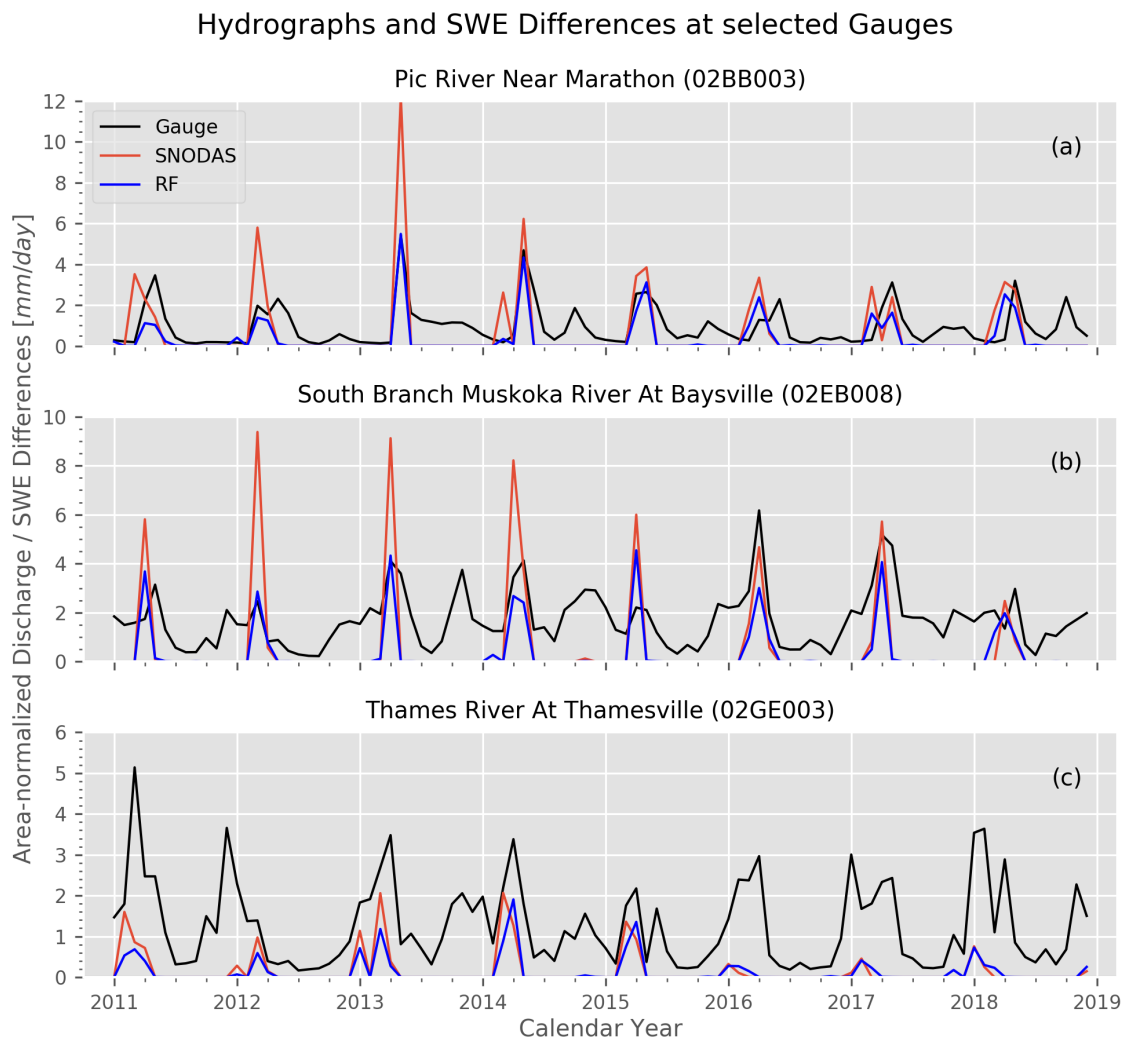 Hydrographs and SWE Differences at selected Gauges
Pic River Near Marathon (02BB003)
12
10
8
6
4
2
0
Gauge
SNODAS
RF
(a)
South Branch Muskoka River At Baysville (02EB008)
10
8
6
4
2
0
(b)
Thames River At Thamesville (02GE003)
6
5
4
3
2
1
0
(c)
Area-normalized Discharge / SWE Differences [mm/day]
2011 2012 2013 2014 2015 2016 2017 2018 2019
Calendar Year